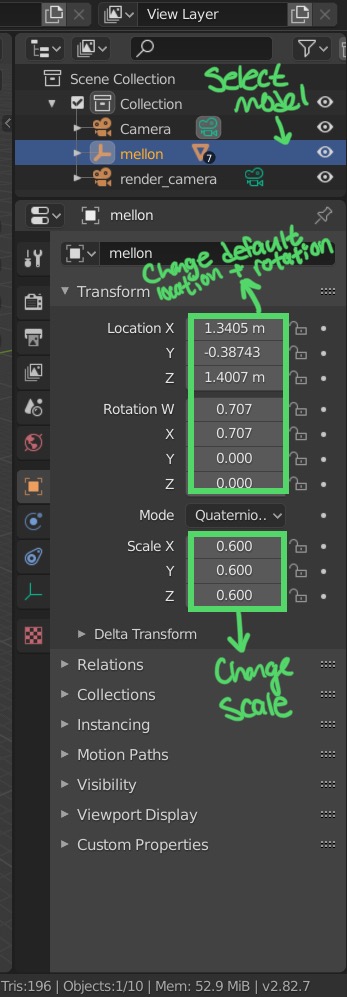 View Layer
Scene Collection
Collection
Select
model
Camera
mellon
7
render_camera
mellon
mellon
Change default
location + rotation
Transform
Location X 1.3405 m
Y -0.38743
Z 1.4007 m
Rotation W 0.707
X 0.707
Y 0.000
Z 0.000
Mode Quaternio..
Scale X 0.600
Y 0.600
Z 0.600
Delta Transform
Change
Scale
Relations
Collections
Instancing
Motion Paths
Visibility
Viewport Display
Custom Properties
Tris:196 | Objects:1/10 | Mem: 52.9 MiB | v2.82.7